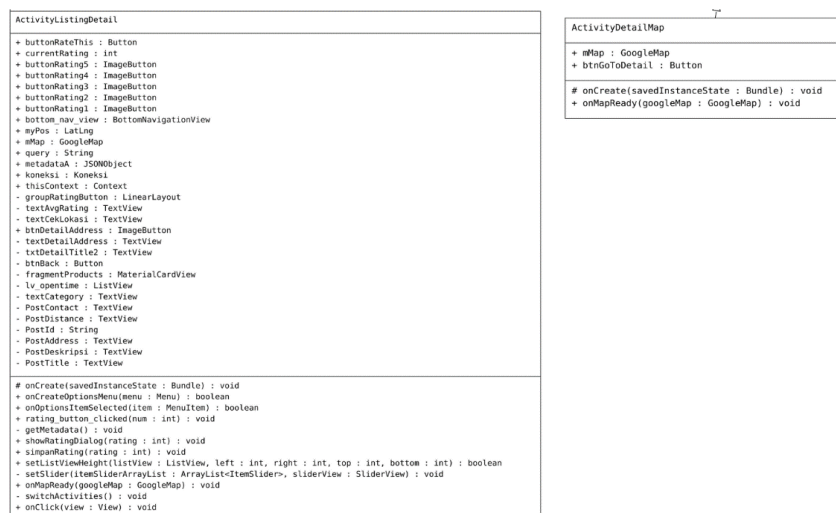 ActivityListingDetail
+ buttonRateThis : Button
+ currentRating : int
+ buttonRating5 : ImageButton
+ buttonRating4 : ImageButton
+ buttonRating3 : ImageButton
+ buttonRating2 : ImageButton
+ buttonRating1 : ImageButton
+ bottom_nav_view : BottomNavigationView
+ myPos : LatLng
+ mMap : GoogleMap
+ query : String
+ metadataA : JSONObject
+ koneksi : Koneksi
+ thisContext : Context
- groupRatingButton : LinearLayout
- textAvgRating : TextView
- textCekLokasi : TextView
+ btnDetailAddress : ImageButton
- textDetailAddress : TextView
- txtDetailTitle2 : TextView
- btnBack : Button
- fragmentProducts : MaterialCardView
- lv_opentime : ListView
- textCategory : TextView
- PostContact : TextView
- PostDistance : TextView
- PostId : String
- PostAddress : TextView
- PostDeskripsi : TextView
- PostTitle : TextView
# onCreate(savedInstanceState : Bundle) : void
+ onCreateOptionsMenu(menu : Menu) : boolean
+ onOptionsItemSelected(item : MenuItem) : boolean
+ rating_button_clicked(num : int) : void
- getMetadata() : void
+ showRatingDialog(rating : int) : void
+ simpanRating(rating : int) : void
+ setListViewHeight(listView : ListView, left : int, right : int, top : int, bottom : int) : boolean
- setSlider(itemSliderArrayList : ArrayList<ItemSlider>, sliderView : SliderView) : void
+ onMapReady(googleMap : GoogleMap) : void
- switchActivities() : void
+ onClick(view : View) : void
ActivityDetailMap
+ mMap : GoogleMap
+ btnGoToDetail : Button
# onCreate(savedInstanceState : Bundle) : void
+ onMapReady(googleMap : GoogleMap) : void